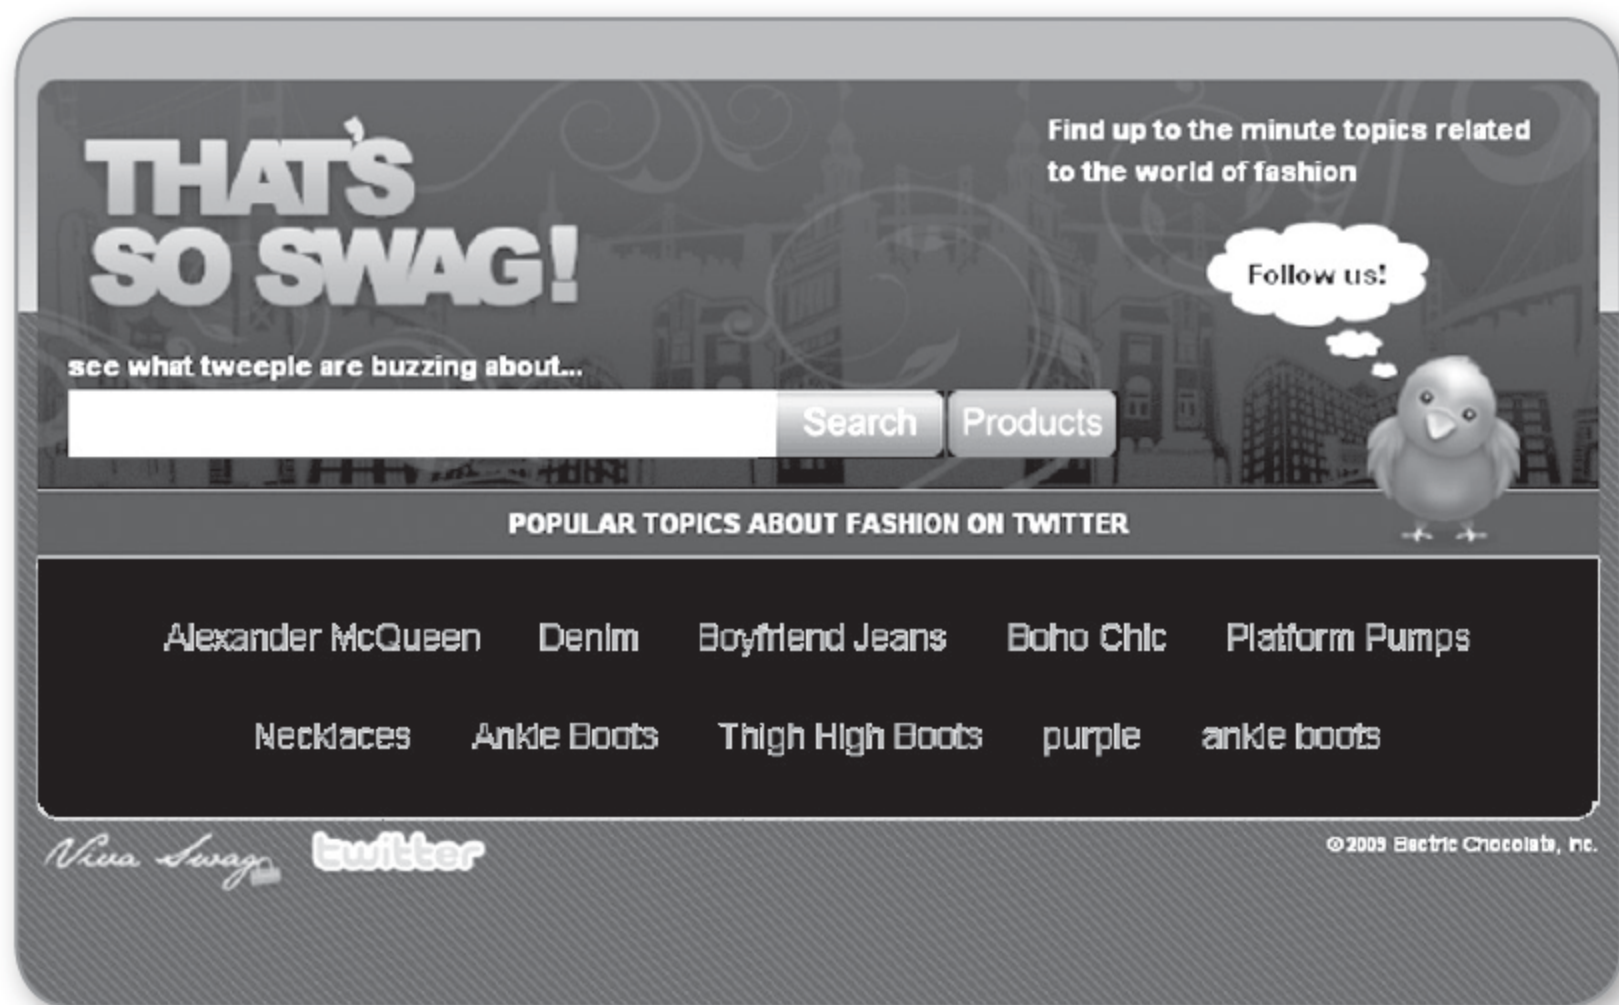 THAT'S
SO SWAG!
Find up to the minute topics related
to the world of fashion
Follow us!
see what tweeple are buzzing about...
Search Products
POPULAR TOPICS ABOUT FASHION ON TWITTER
Alexander McQueen Denim Boyfriend Jeans Boho Chic Platform Pumps
Necklaces Ankle Boots Thigh High Boots purple ankle boots
Viva Swag twitter ©2009 Electric Chocolate, Inc.